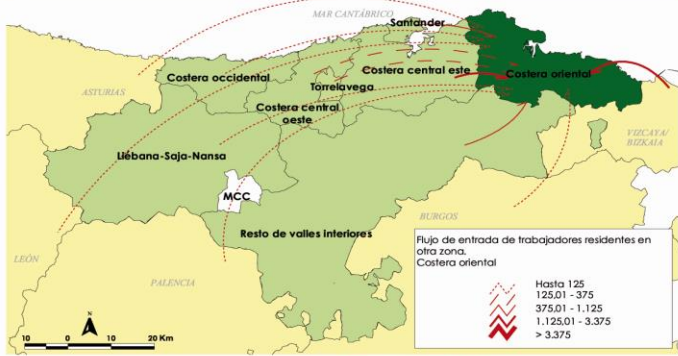 MAR CANTÁBRICO
Santander
Costera occidental
Costera central este
Costera oriental
ASTURIAS
Torrelavega
Costera central
oeste
VIZCAYA/
BIZKAIA
Liébana-Saja-Nansa
MCC
BURGOS
Resto de valles interiores
LEÓN
PALENCIA
Flujo de entrada de trabajadores residentes en
otra zona.
Costera oriental
Hasta 125
125,01 - 375
375,01 - 1.125
1.125,01 - 3.375
> 3.375
N
10 0 10 20 Km